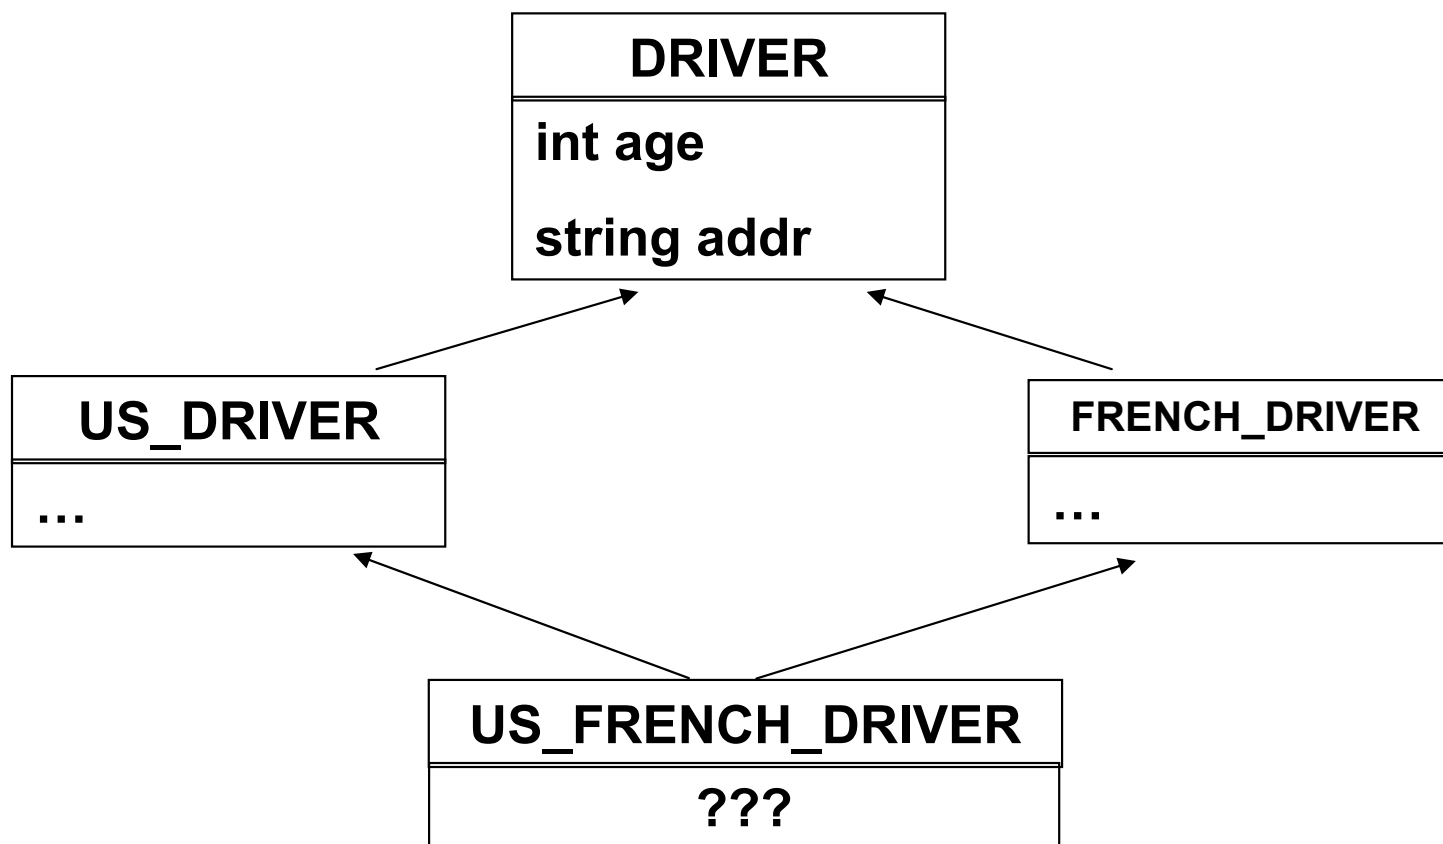 DRIVER
int age
string addr
US_DRIVER
...
FRENCH_DRIVER
...
US_FRENCH_DRIVER
???